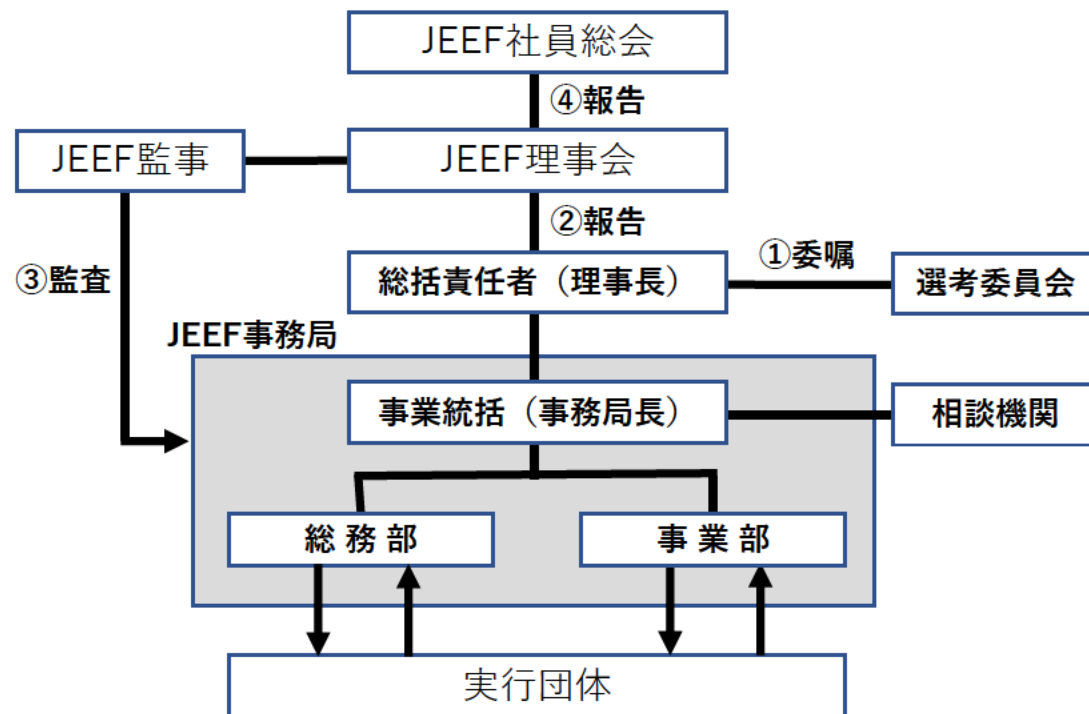 JEEF社員総会
④報告
JEEF監事
JEEF理事会
②報告
③監査
総括責任者（理事長）
①委嘱
選考委員会
JEEF事務局
事業統括（事務局長）
相談機関
総務部
事業部
実行団体